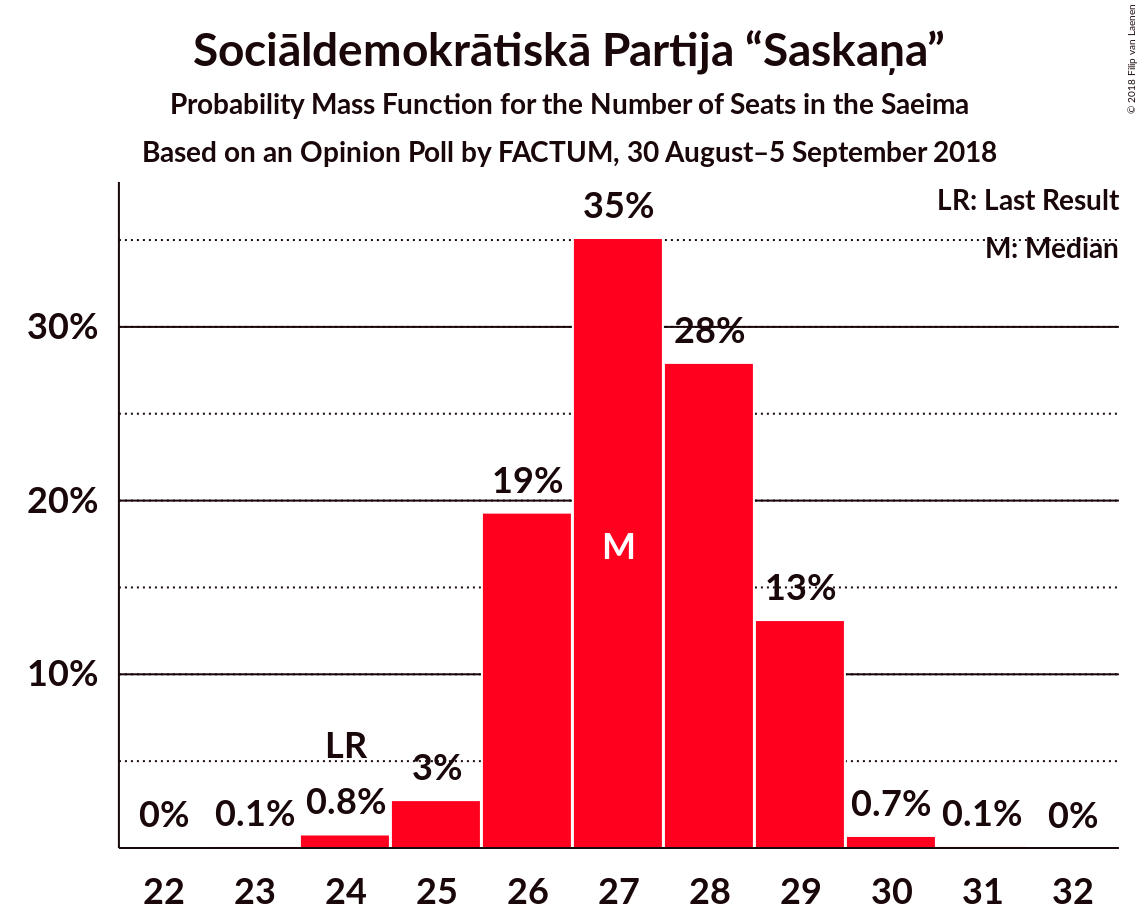 Sociāldemokrātiskā Partija “Saskaņa”
Probability Mass Function for the Number of Seats in the Saeima
Based on an Opinion Poll by FACTUM, 30 August–5 September 2018
© 2018 Filip van Laenen
LR: Last Result
M: Median
35%
30%
28%
20%
19%
M
13%
10%
LR
3%
0%
0.1%
0.8%
0.7%
0.1%
0%
22 23 24 25 26 27 28 29 30 31 32